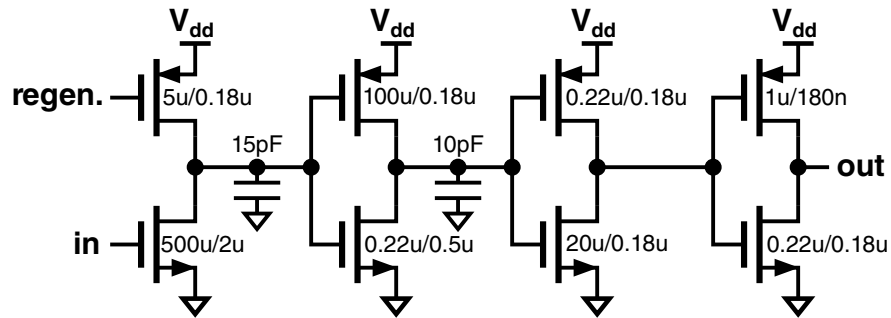 Vdd Vdd Vdd Vdd
regen. 5u/0.18u 100u/0.18u 0.22u/0.18u 1u/180n
15pF 10pF
out
in 500u/2u 0.22u/0.5u 20u/0.18u 0.22u/0.18u